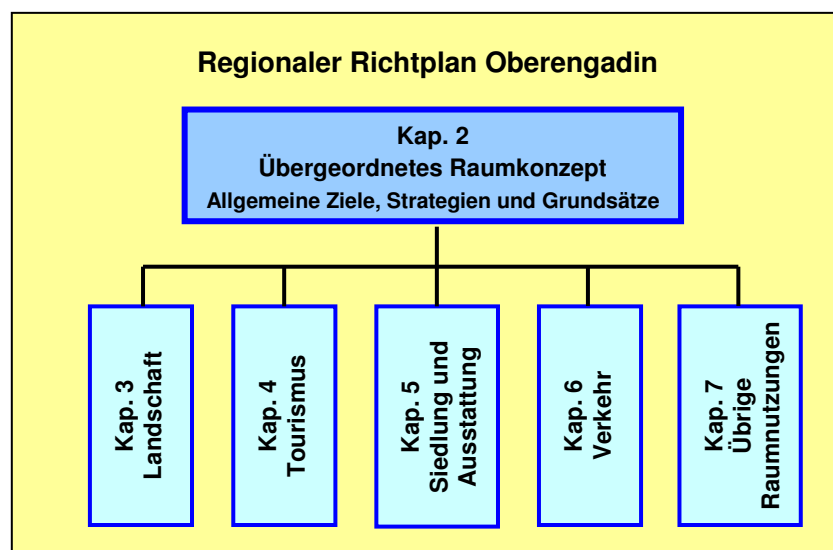 Regionaler Richtplan Oberengadin
Kap. 2
Übergeordnetes Raumkonzept
Allgemeine Ziele, Strategien und Grundsätze
Kap. 3
Landschaft
Kap. 4
Tourismus
Kap. 5
Siedlung und
Ausstattung
Kap. 6
Verkehr
Kap. 7
Übrige
Raumnutzungen